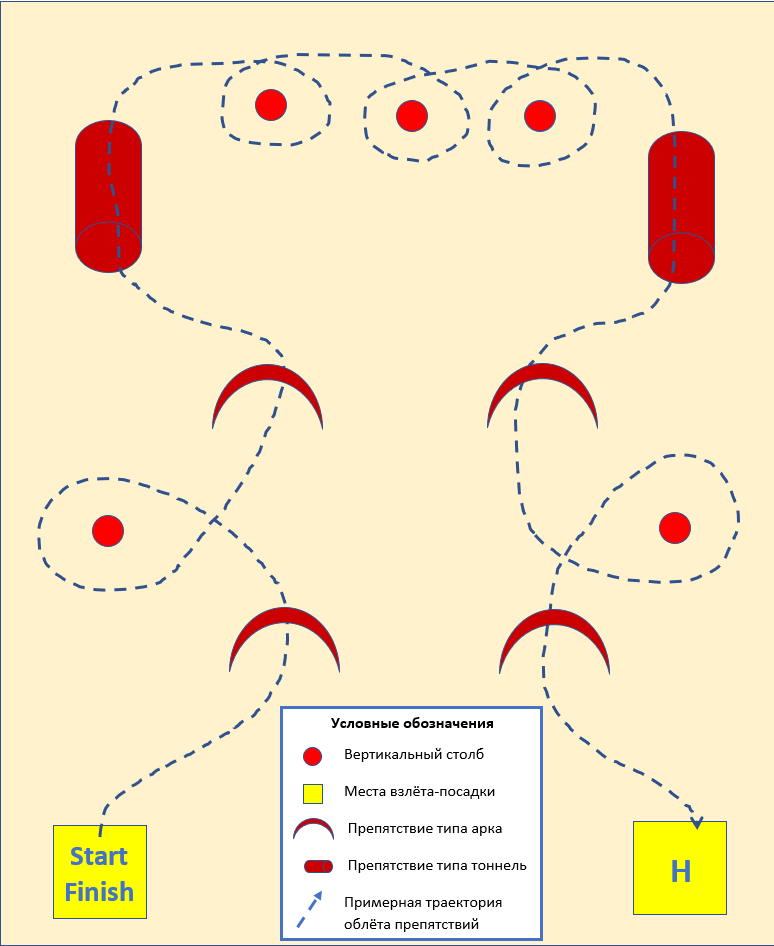 Условные обозначения
Вертикальный столб
Места взлёта-посадки
Препятствие типа арка
Препятствие типа тоннель
Примерная траектория
облёта препятствий
Start
Finish
H